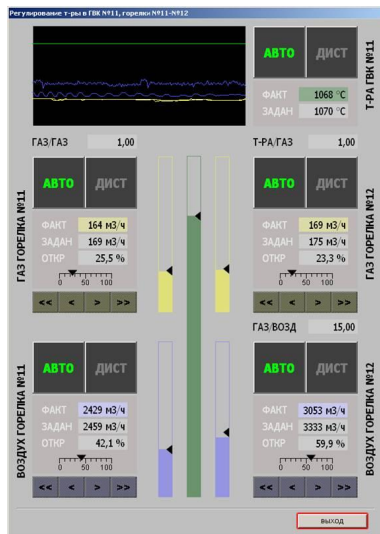 Регулирование т-ры в ГВК №11, горелки №11-№12
АВТО ДИСТ
Т-РА ГВК №11
ФАКТ 1068 °C
ЗАДАН 1070 °C
ГАЗ/ГАЗ 1,00
Т-РА/ГАЗ 1,00
ГАЗ ГОРЕЛКА №11
АВТО ДИСТ
ФАКТ 164 м3/ч
ЗАДАН 169 м3/ч
ОТКР 25,5 %
0 50 100
<< < > >>
АВТО ДИСТ
ГАЗ ГОРЕЛКА №12
ФАКТ 169 м3/ч
ЗАДАН 175 м3/ч
ОТКР 23,3 %
0 50 100
<< < > >>
ГАЗ/ВОЗД 15,00
ВОЗДУХ ГОРЕЛКА №11
АВТО ДИСТ
ФАКТ 2429 м3/ч
ЗАДАН 2459 м3/ч
ОТКР 42,1 %
0 50 100
<< < > >>
АВТО ДИСТ
ВОЗДУХ ГОРЕЛКА №12
ФАКТ 3053 м3/ч
ЗАДАН 3333 м3/ч
ОТКР 59,9 %
0 50 100
<< < > >>
выход